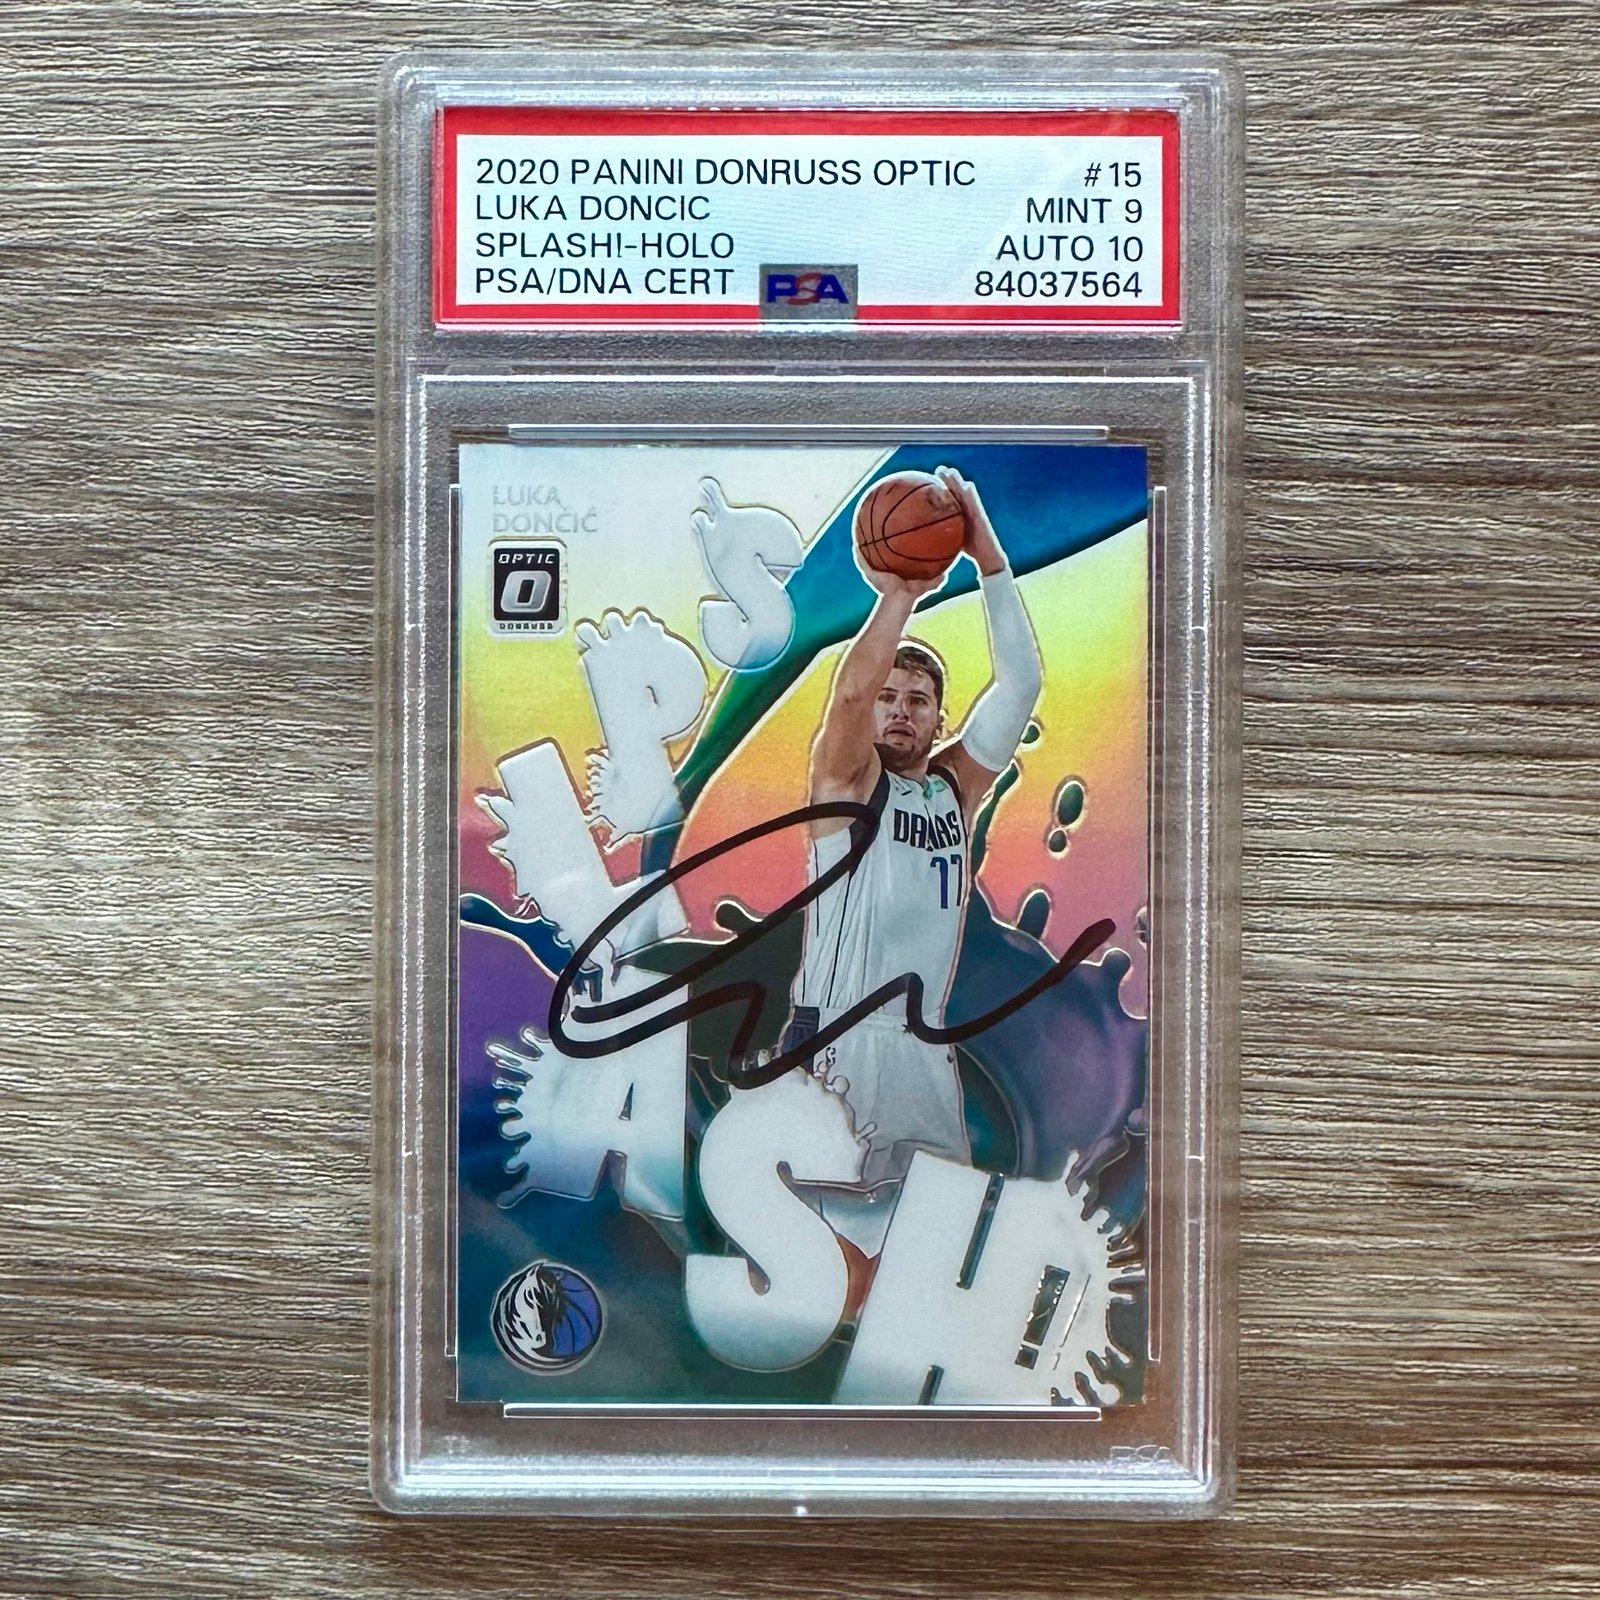 2020 PANINI DONRUSS OPTIC #15
LUKA DONCIC MINT 9
SPLASH!-HOLO AUTO 10
PSA/DNA CERT PSA 84037564
LUKA
DONČIĆ
OPTIC
O
DONRUSS
SPLASH!
DALLAS
77